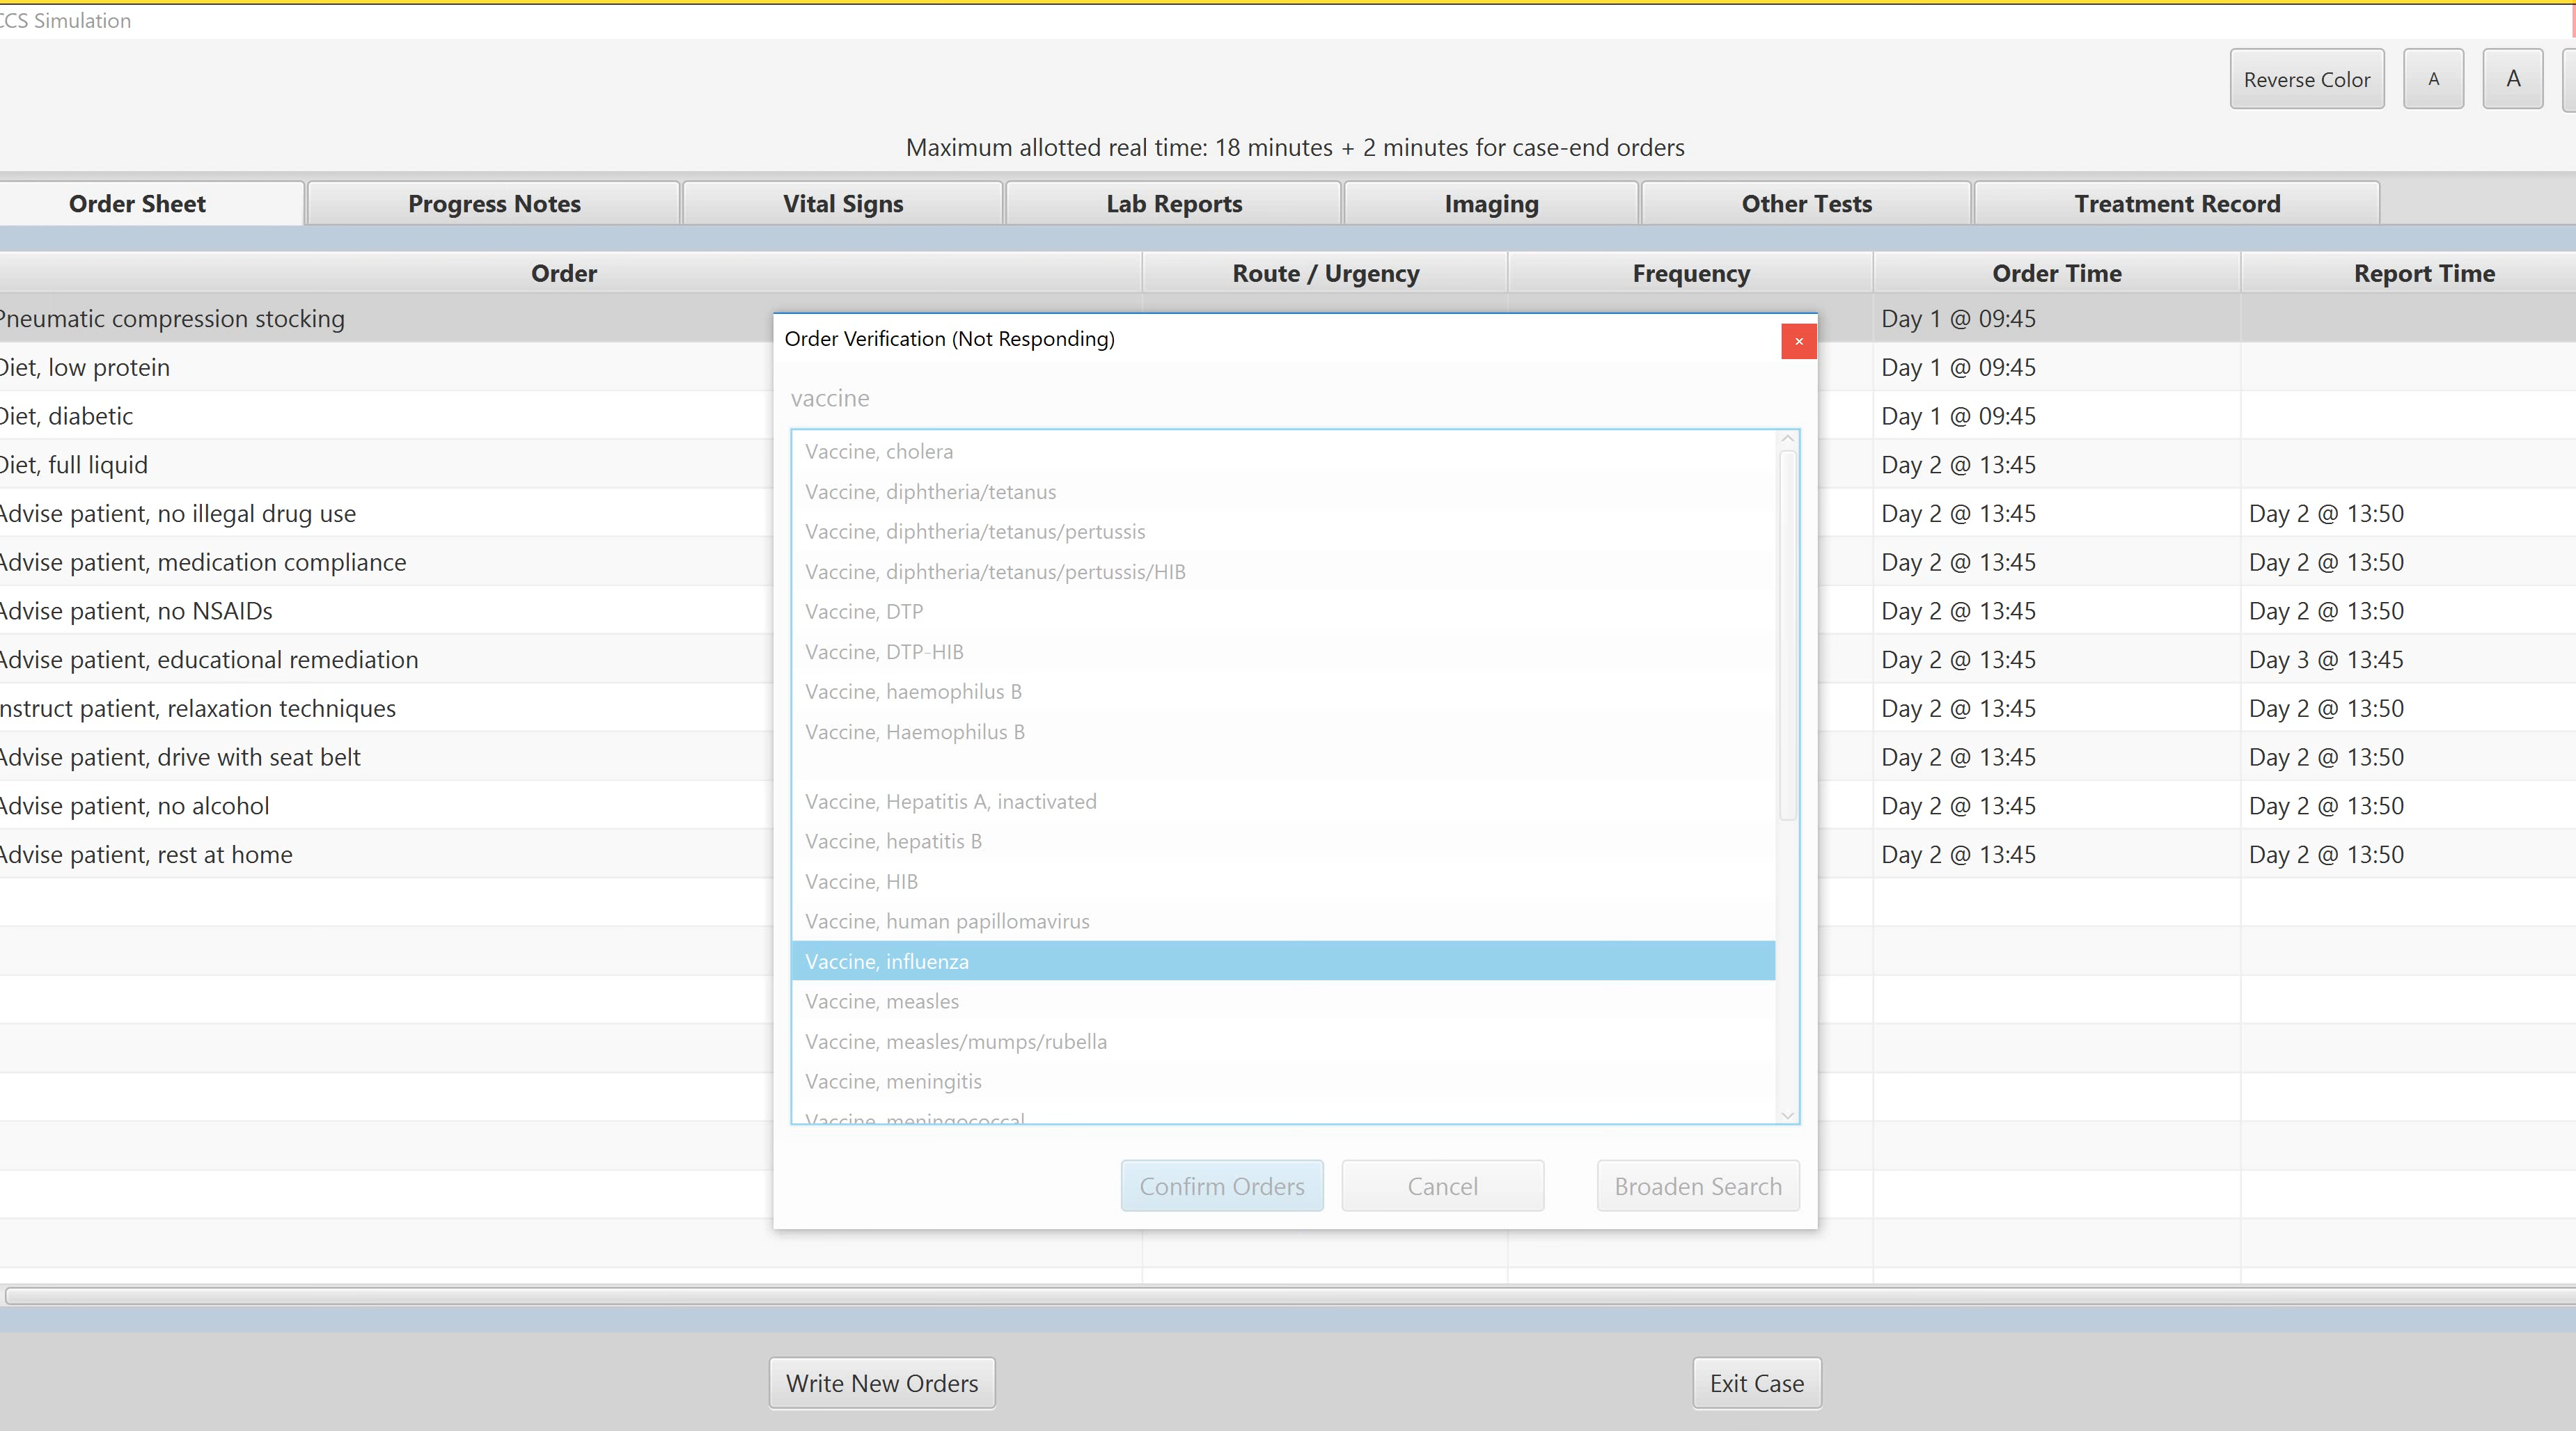 CCS Simulation
Reverse Color A A
Maximum allotted real time: 18 minutes + 2 minutes for case-end orders
Order Sheet Progress Notes Vital Signs Lab Reports Imaging Other Tests Treatment Record
Order Route / Urgency Frequency Order Time Report Time
Pneumatic compression stocking Day 1 @ 09:45
Diet, low protein Day 1 @ 09:45
Diet, diabetic Day 1 @ 09:45
Diet, full liquid Day 2 @ 13:45
Advise patient, no illegal drug use Day 2 @ 13:45 Day 2 @ 13:50
Advise patient, medication compliance Day 2 @ 13:45 Day 2 @ 13:50
Advise patient, no NSAIDs Day 2 @ 13:45 Day 2 @ 13:50
Advise patient, educational remediation Day 2 @ 13:45 Day 3 @ 13:45
nstruct patient, relaxation techniques Day 2 @ 13:45 Day 2 @ 13:50
Advise patient, drive with seat belt Day 2 @ 13:45 Day 2 @ 13:50
Advise patient, no alcohol Day 2 @ 13:45 Day 2 @ 13:50
Advise patient, rest at home Day 2 @ 13:45 Day 2 @ 13:50
Order Verification (Not Responding)
vaccine
Vaccine, cholera
Vaccine, diphtheria/tetanus
Vaccine, diphtheria/tetanus/pertussis
Vaccine, diphtheria/tetanus/pertussis/HIB
Vaccine, DTP
Vaccine, DTP-HIB
Vaccine, haemophilus B
Vaccine, Haemophilus B
Vaccine, Hepatitis A, inactivated
Vaccine, hepatitis B
Vaccine, HIB
Vaccine, human papillomavirus
Vaccine, influenza
Vaccine, measles
Vaccine, measles/mumps/rubella
Vaccine, meningitis
Vaccine, meningococcal
Confirm Orders Cancel Broaden Search
Write New Orders Exit Case